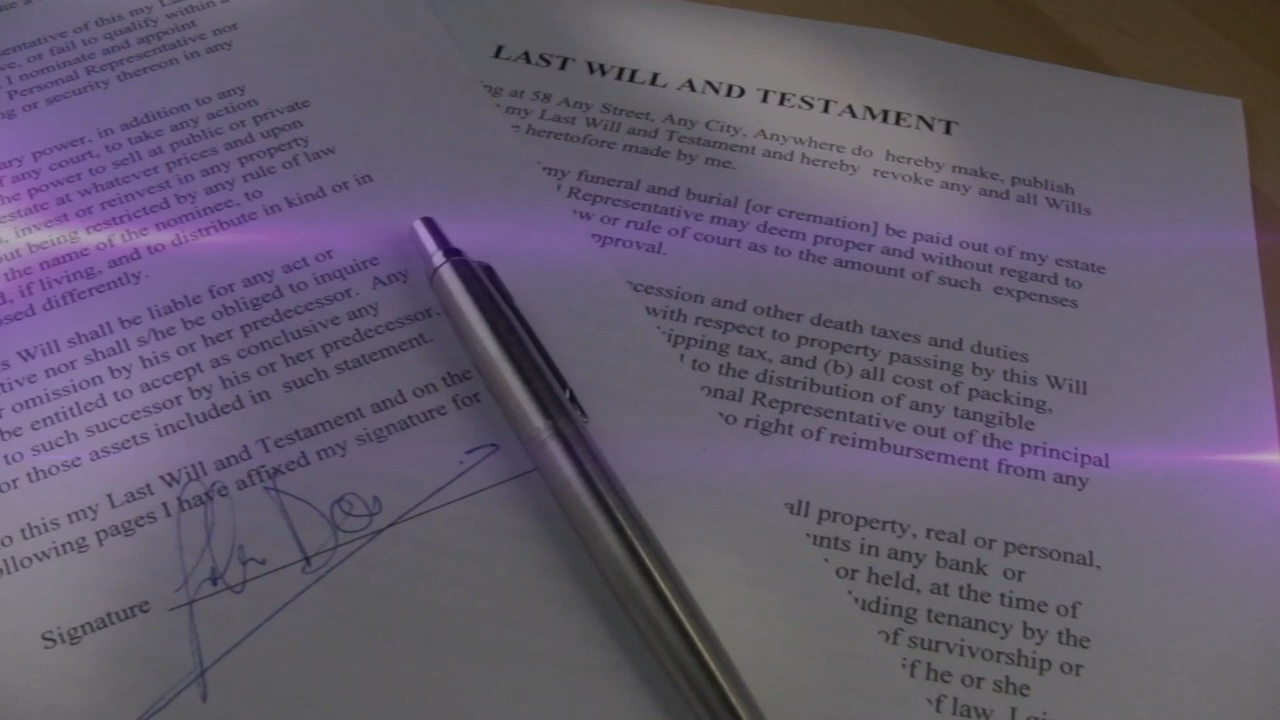 entative of this my La
ve, or fail to qualify within a
I nominate and appoint
Personal Representative nor
ng or security thereon in any
ary power, in addition to any
f any court, to take any action
he power to sell at public or private
estate at whatever prices and upon
, invest or reinvest in any property
out being restricted by any rule of law
the name of the nominee, to
d, if living, and to distribute in kind or in
osed differently.
s Will shall be liable for any act or
tive nor shall s/he be obliged to inquire
r omission by his or her predecessor. Any
be entitled to accept as conclusive any
to such successor by his or her predecessor.
or those assets included in such statement.
o this my Last Will and Testament and on the
ollowing pages I have affixed my signature for
Signature
LAST WILL AND TESTAMENT
ng at 58 Any Street, Any City, Anywhere do hereby make, publish
my Last Will and Testament and hereby revoke any and all Wills
heretofore made by me.
my funeral and burial [or cremation] be paid out of my estate
Representative may deem proper and without regard to
w or rule of court as to the amount of such expenses
pproval.
cession and other death taxes and duties
with respect to property passing by this Will
ipping tax, and (b) all cost of packing,
to the distribution of any tangible
onal Representative out of the principal
o right of reimbursement from any
all property, real or personal,
unts in any bank or
or held, at the time of
uding tenancy by the
of survivorship or
if he or she
of law, I gi